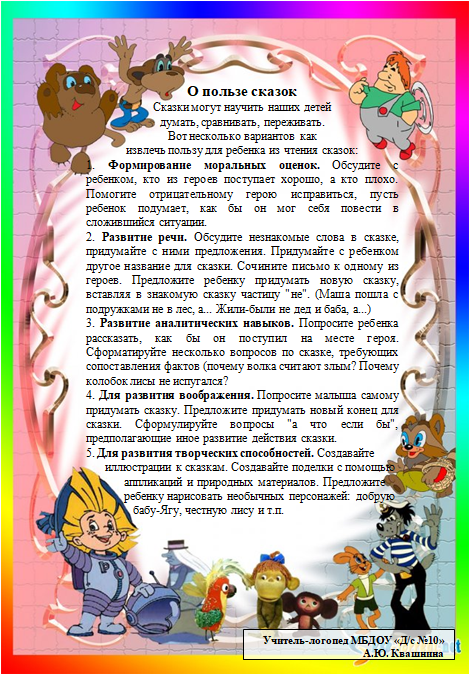 О пользе сказок
Сказки могут научить наших детей
думать, сравнивать, переживать.
Вот несколько вариантов как
извлечь пользу для ребенка из чтения сказок:
1. Формирование моральных оценок. Обсудите с
ребенком, кто из героев поступает хорошо, а кто плохо.
Помогите отрицательному герою исправиться, пусть
ребенок подумает, как бы он мог себя повести в
сложившийся ситуации.
2. Развитие речи. Обсудите незнакомые слова в сказке,
придумайте с ними предложения. Придумайте с ребенком
другое название для сказки. Сочините письмо к одному из
героев. Предложите ребенку придумать новую сказку,
вставляя в знакомую сказку частицу "не". (Маша пошла с
подружками не в лес, а... Жили-были не дед и баба, а...)
3. Развитие аналитических навыков. Попросите ребенка
рассказать, как бы он поступил на месте героя.
Сформатируйте несколько вопросов по сказке, требующих
сопоставления фактов (почему волка считают злым? Почему
колобок лисы не испугался?
4. Для развития воображения. Попросите малыша самому
придумать сказку. Предложите придумать новый конец для
сказки. Сформулируйте вопросы "а что если бы",
предполагающие иное развитие действия сказки.
5. Для развития творческих способностей. Создавайте
иллюстрации к сказкам. Создавайте поделки с помощью
аппликаций и природных материалов. Предложите
ребенку нарисовать необычных персонажей: добрую
бабу-Ягу, честную лису и т.п.
Учитель-логопед МБДОУ «Д/с №10»
А.Ю. Квашнина